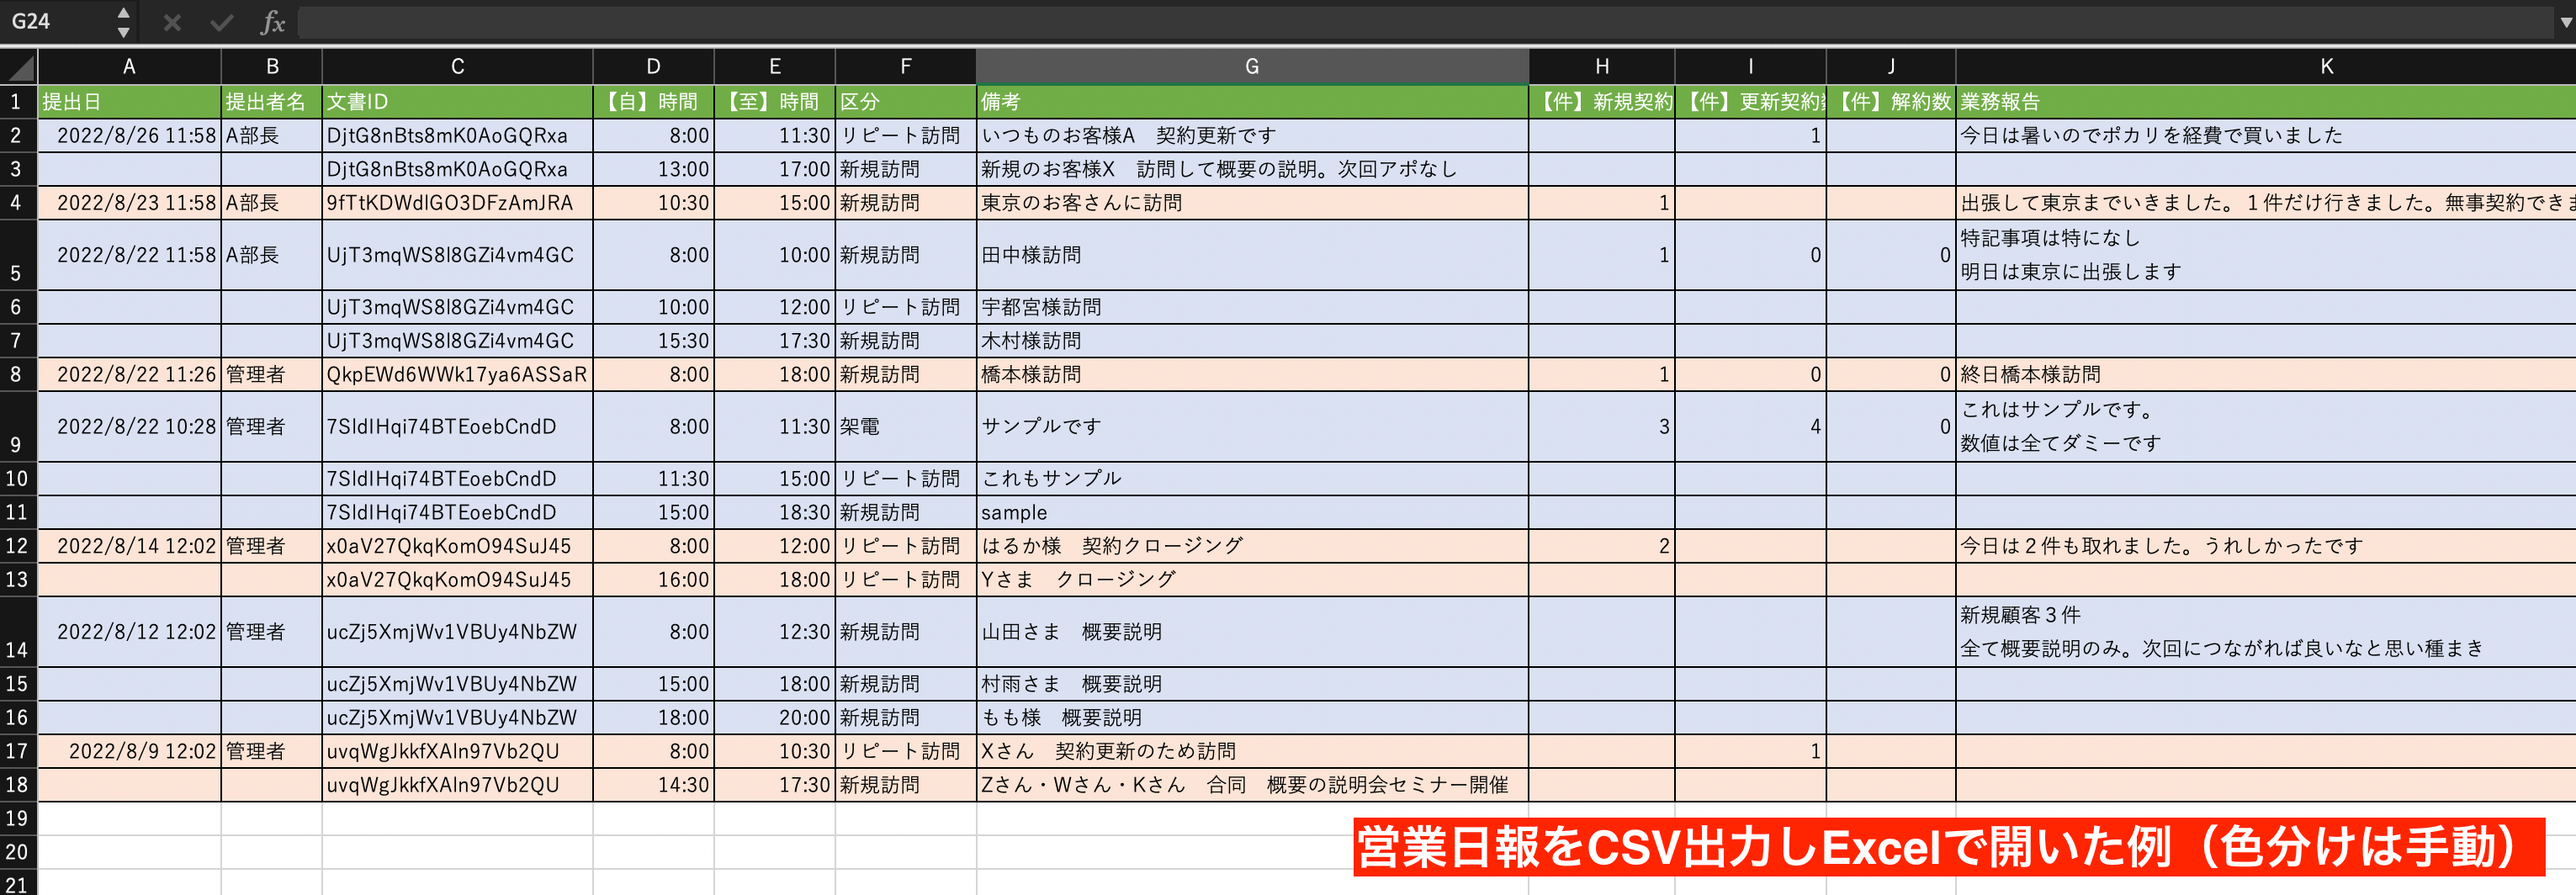 G24 fx
A B C D E F G H I J K
1 提出日 提出者名 文書ID 【自】時間 【至】時間 区分 備考 【件】新規契約 【件】更新契約 【件】解約数 業務報告
2 2022/8/26 11:58 A部長 DjtG8nBts8mK0AoGQRxa 8:00 11:30 リピート訪問 いつものお客様A　契約更新です 1 今日は暑いのでポカリを経費で買いました
3 DjtG8nBts8mK0AoGQRxa 13:00 17:00 新規訪問 新規のお客様X　訪問して概要の説明。次回アポなし
4 2022/8/23 11:58 A部長 9fTtKDWdlGO3DFzAmJRA 10:30 15:00 新規訪問 東京のお客さんに訪問 1 出張して東京までいきました。１件だけ行きました。無事契約できま
5 2022/8/22 11:58 A部長 UjT3mqWS8l8GZi4vm4GC 8:00 10:00 新規訪問 田中様訪問 1 0 0 特記事項は特になし
明日は東京に出張します
6 UjT3mqWS8l8GZi4vm4GC 10:00 12:00 リピート訪問 宇都宮様訪問
7 UjT3mqWS8l8GZi4vm4GC 15:30 17:30 新規訪問 木村様訪問
8 2022/8/22 11:26 管理者 QkpEWd6WWk17ya6ASSaR 8:00 18:00 新規訪問 橋本様訪問 1 0 0 終日橋本様訪問
9 2022/8/22 10:28 管理者 7SldIHqi74BTEoebCndD 8:00 11:30 架電 サンプルです 3 4 0 これはサンプルです。
数値は全てダミーです
10 7SldIHqi74BTEoebCndD 11:30 15:00 リピート訪問 これもサンプル
11 7SldIHqi74BTEoebCndD 15:00 18:30 新規訪問 sample
12 2022/8/14 12:02 管理者 x0aV27QkqKomO94SuJ45 8:00 12:00 リピート訪問 はるか様　契約クロージング 2 今日は２件も取れました。うれしかったです
13 x0aV27QkqKomO94SuJ45 16:00 18:00 リピート訪問 Yさま　クロージング
14 2022/8/12 12:02 管理者 ucZj5XmjWv1VBUy4NbZW 8:00 12:30 新規訪問 山田さま　概要説明 新規顧客３件
全て概要説明のみ。次回につながれば良いなと思い種まき
15 ucZj5XmjWv1VBUy4NbZW 15:00 18:00 新規訪問 村雨さま　概要説明
16 ucZj5XmjWv1VBUy4NbZW 18:00 20:00 新規訪問 もも様　概要説明
17 2022/8/9 12:02 管理者 uvqWgJkkfXAln97Vb2QU 8:00 10:30 リピート訪問 Xさん　契約更新のため訪問 1
18 uvqWgJkkfXAln97Vb2QU 14:30 17:30 新規訪問 Zさん・Wさん・Kさん　合同　概要の説明会セミナー開催
19
20
21
営業日報をCSV出力しExcelで開いた例（色分けは手動）